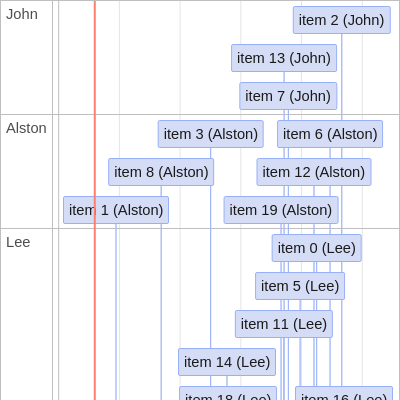 John
item 2 (John)
item 13 (John)
item 7 (John)
Alston
item 3 (Alston)
item 6 (Alston)
item 8 (Alston)
item 12 (Alston)
item 1 (Alston)
item 19 (Alston)
Lee
item 0 (Lee)
item 5 (Lee)
item 11 (Lee)
item 14 (Lee)
item 18 (Lee)
item 16 (Lee)